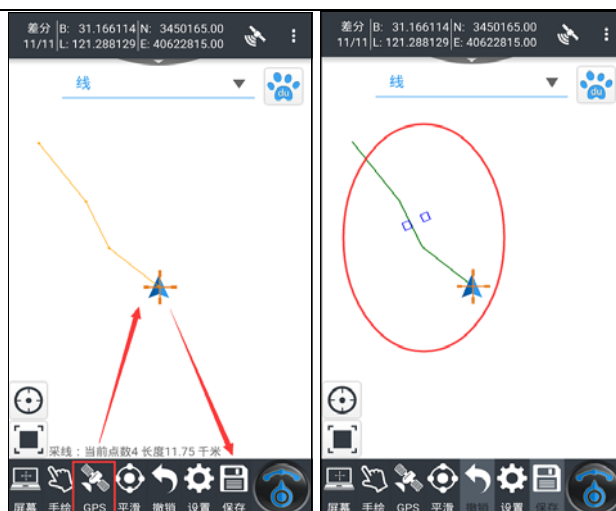 差分 B: 31.166114 N: 3450165.00
11/11 L: 121.288129 E: 40622815.00
线
du
采线：当前点数4 长度11.75 千米
屏幕 手绘 GPS 平滑 撤销 设置 保存
差分 B: 31.166114 N: 3450165.00
11/11 L: 121.288129 E: 40622815.00
线
du
屏幕 手绘 GPS 平滑 撤销 设置 保存